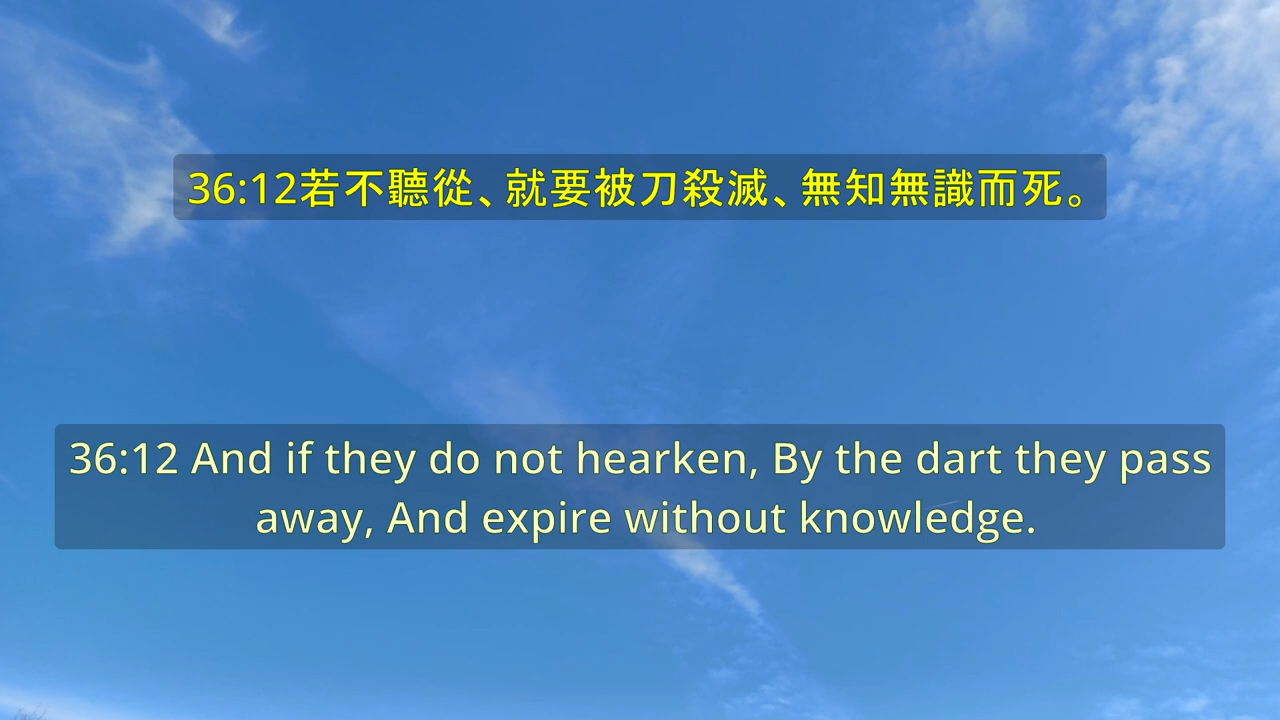 36:12若不聽從、就要被刀殺滅、無知無識而死。
36:12 And if they do not hearken, By the dart they pass
away, And expire without knowledge.